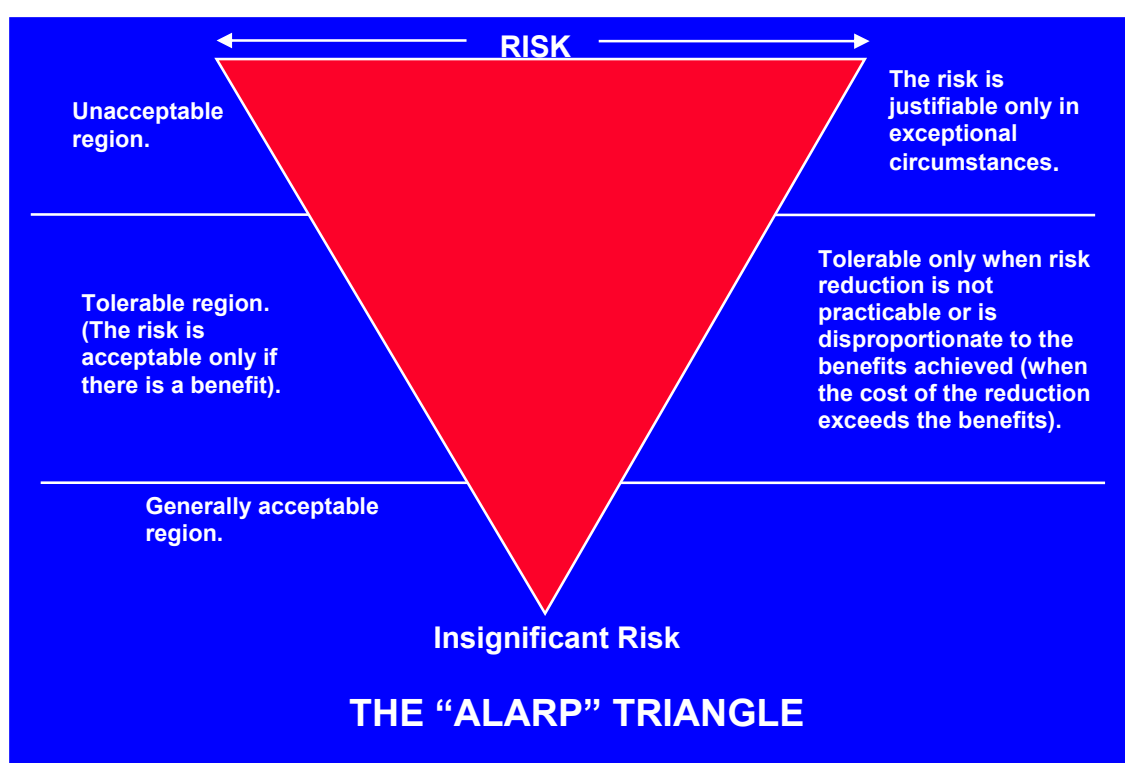 RISK
Unacceptable
region.
The risk is
justifiable only in
exceptional
circumstances.
Tolerable region.
(The risk is
acceptable only if
there is a benefit).
Tolerable only when risk
reduction is not
practicable or is
disproportionate to the
benefits achieved (when
the cost of the reduction
exceeds the benefits).
Generally acceptable
region.
Insignificant Risk
THE “ALARP” TRIANGLE